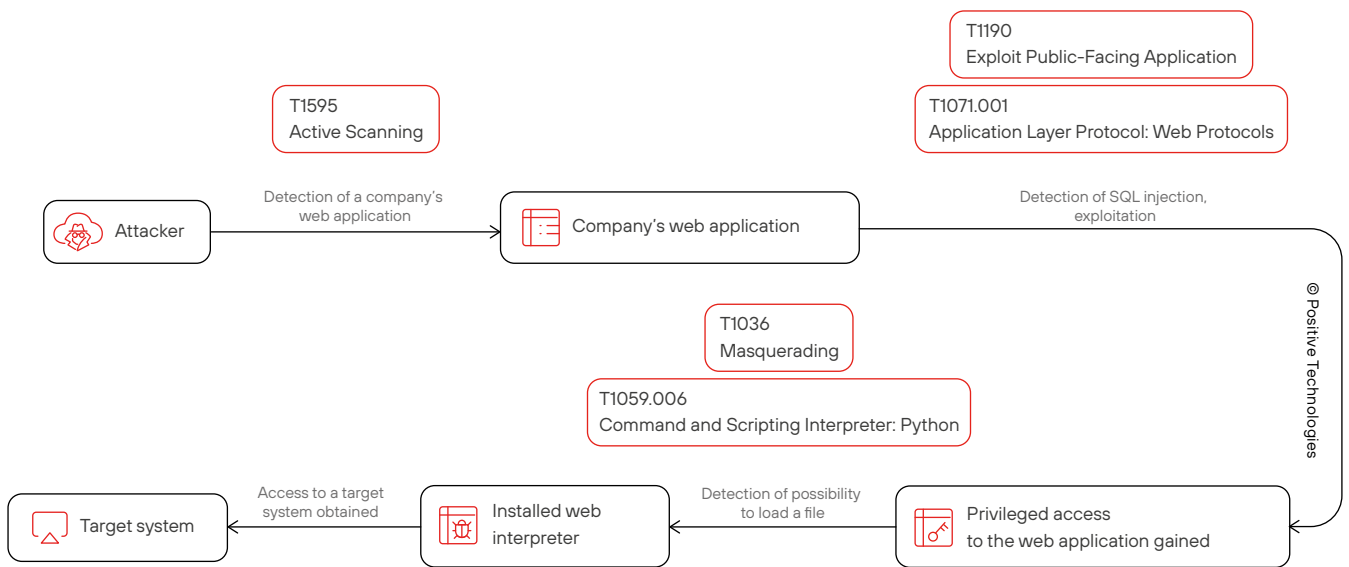 T1190
Exploit Public-Facing Application
T1595
Active Scanning
T1071.001
Application Layer Protocol: Web Protocols
Attacker
Detection of a company's
web application
Company's web application
Detection of SQL injection,
exploitation
© Positive Technologies
T1036
Masquerading
T1059.006
Command and Scripting Interpreter: Python
Target system
Access to a target
system obtained
Installed web
interpreter
Detection of possibility
to load a file
Privileged access
to the web application gained